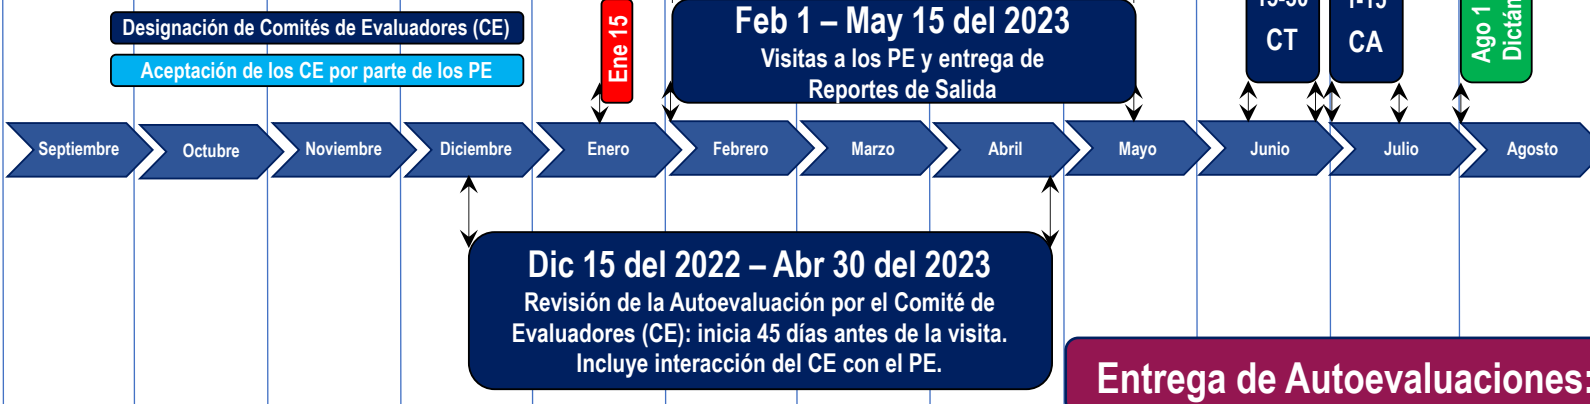 Designación de Comités de Evaluadores (CE)
Aceptación de los CE por parte de los PE
Ene 15
Feb 1 – May 15 del 2023
Visitas a los PE y entrega de
Reportes de Salida
CT
CA
Ago 1
Septiembre
Octubre
Noviembre
Diciembre
Enero
Febrero
Marzo
Abril
Mayo
Junio
Julio
Agosto
Dic 15 del 2022 – Abr 30 del 2023
Revisión de la Autoevaluación por el Comité de
Evaluadores (CE): inicia 45 días antes de la visita.
Incluye interacción del CE con el PE.
Entrega de Autoevaluaciones: